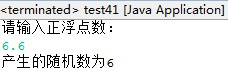 <terminated> test41 [Java Application]
请输入正浮点数：
6.6
产生的随机数为6